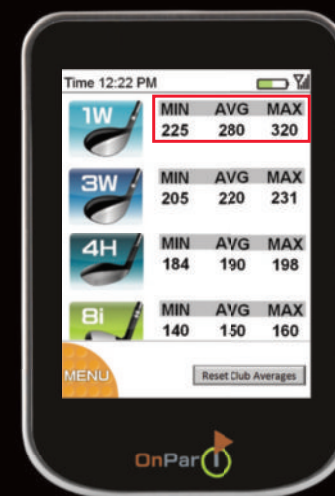 Time 12:22 PM
1W MIN AVG MAX
225 280 320
3W MIN AVG MAX
205 220 231
4H MIN AVG MAX
184 190 198
8i MIN AVG MAX
140 150 160
MENU Reset Club Averages
OnPar